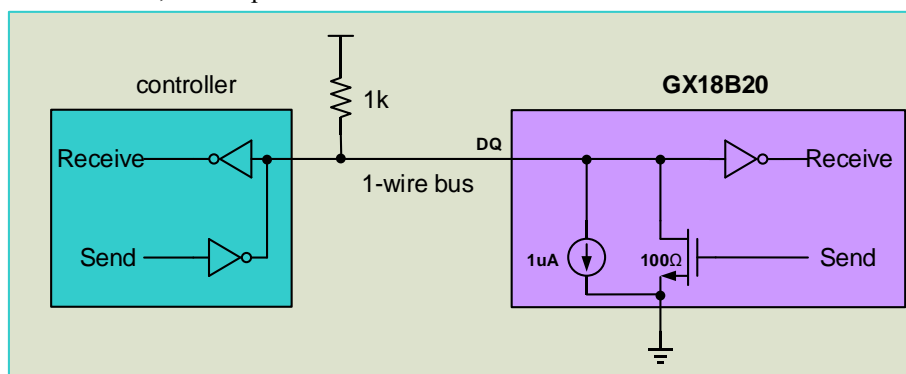 controller
1k
GX18B20
Receive
DQ
Receive
1-wire bus
Send
1uA
100Ω
Send